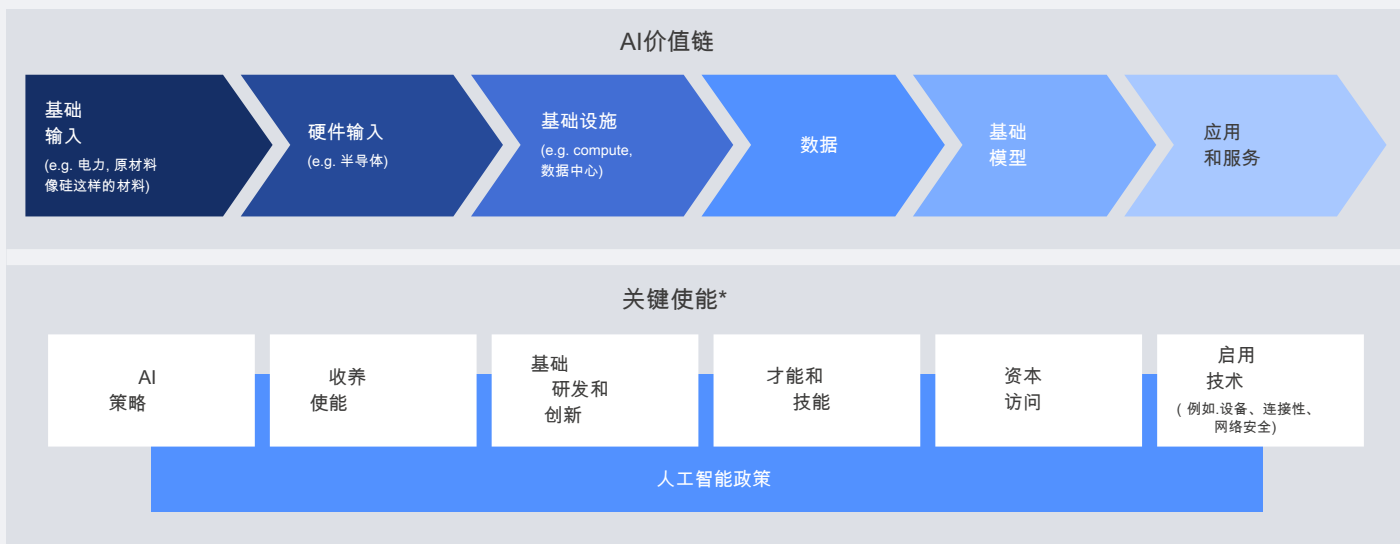 AI价值链
基础
输入
(e.g. 电力, 原材料
像硅这样的材料)
硬件输入
(e.g. 半导体)
基础设施
(e.g. compute,
数据中心)
数据
基础
模型
应用
和服务
关键使能*
AI
策略
收养
使能
基础
研发和
创新
才能和
技能
资本
访问
启用
技术
( 例如.设备、连接性、
网络安全)
人工智能政策